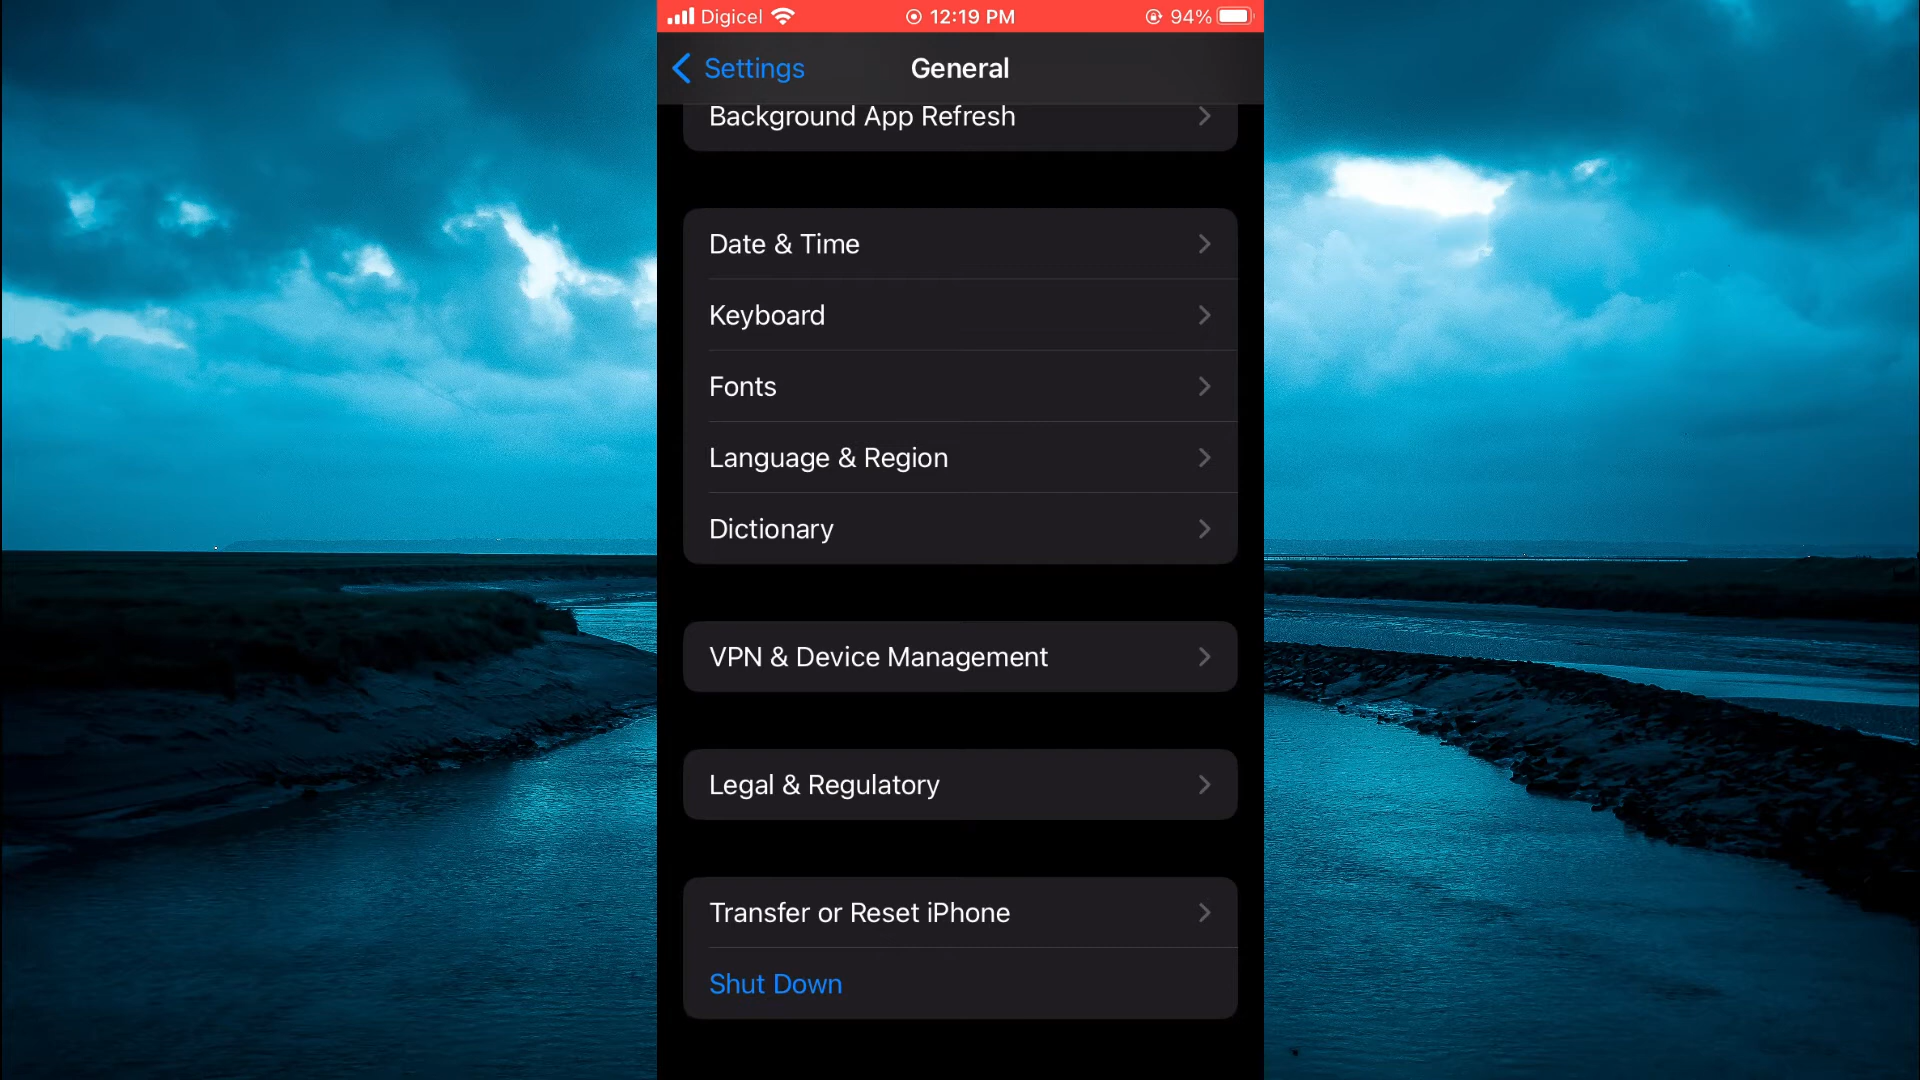 Digicel 12:19 PM 94%
Settings General
Background App Refresh
Date & Time
Keyboard
Fonts
Language & Region
Dictionary
VPN & Device Management
Legal & Regulatory
Transfer or Reset iPhone
Shut Down